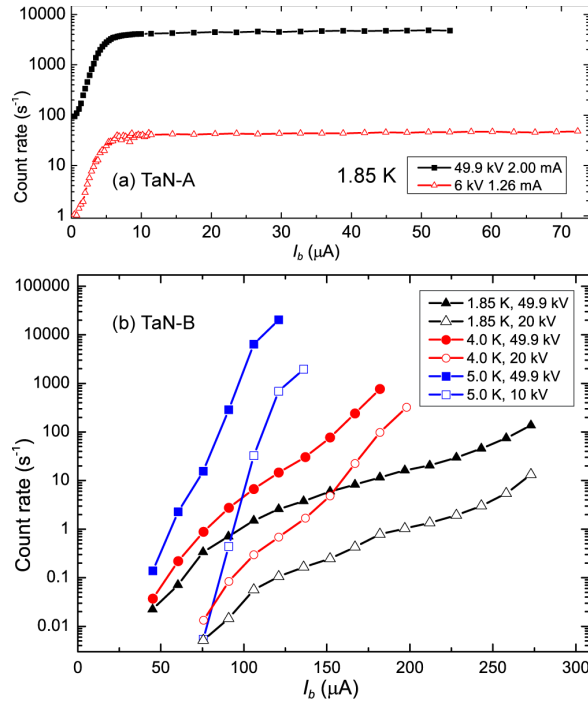 10000
1000
100
10
1
Count rate (s⁻¹)
(a) TaN-A
1.85 K
49.9 kV 2.00 mA
6 kV 1.26 mA
0 10 20 30 40 50 60 70
I_b (μA)
100000
10000
1000
100
10
1
0.1
0.01
Count rate (s⁻¹)
(b) TaN-B
1.85 K, 49.9 kV
1.85 K, 20 kV
4.0 K, 49.9 kV
4.0 K, 20 kV
5.0 K, 49.9 kV
5.0 K, 10 kV
0 50 100 150 200 250 300
I_b (μA)